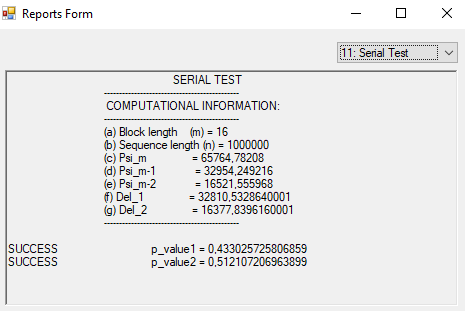 Reports Form
11: Serial Test
SERIAL TEST
---------------------------------------------
COMPUTATIONAL INFORMATION:
---------------------------------------------
(a) Block length (m) = 16
(b) Sequence length (n) = 1000000
(c) Psi_m = 65764,78208
(d) Psi_m-1 = 32954,249216
(e) Psi_m-2 = 16521,555968
(f) Del_1 = 32810,5328640001
(g) Del_2 = 16377,8396160001
---------------------------------------------
SUCCESS p_value1 = 0,433025725806859
SUCCESS p_value2 = 0,512107206963899